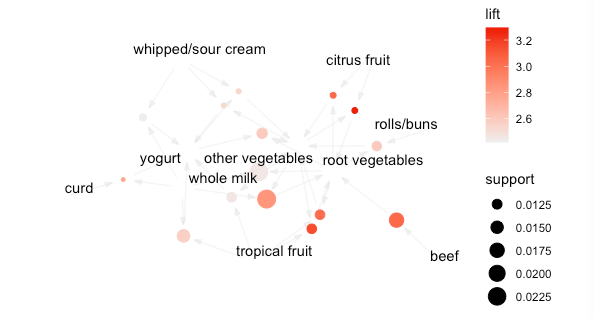 lift
whipped/sour cream
citrus fruit
3.2
3.0
2.8
2.6
rolls/buns
yogurt
other vegetables
root vegetables
whole milk
curd
support
0.0125
0.0150
0.0175
0.0200
0.0225
tropical fruit
beef